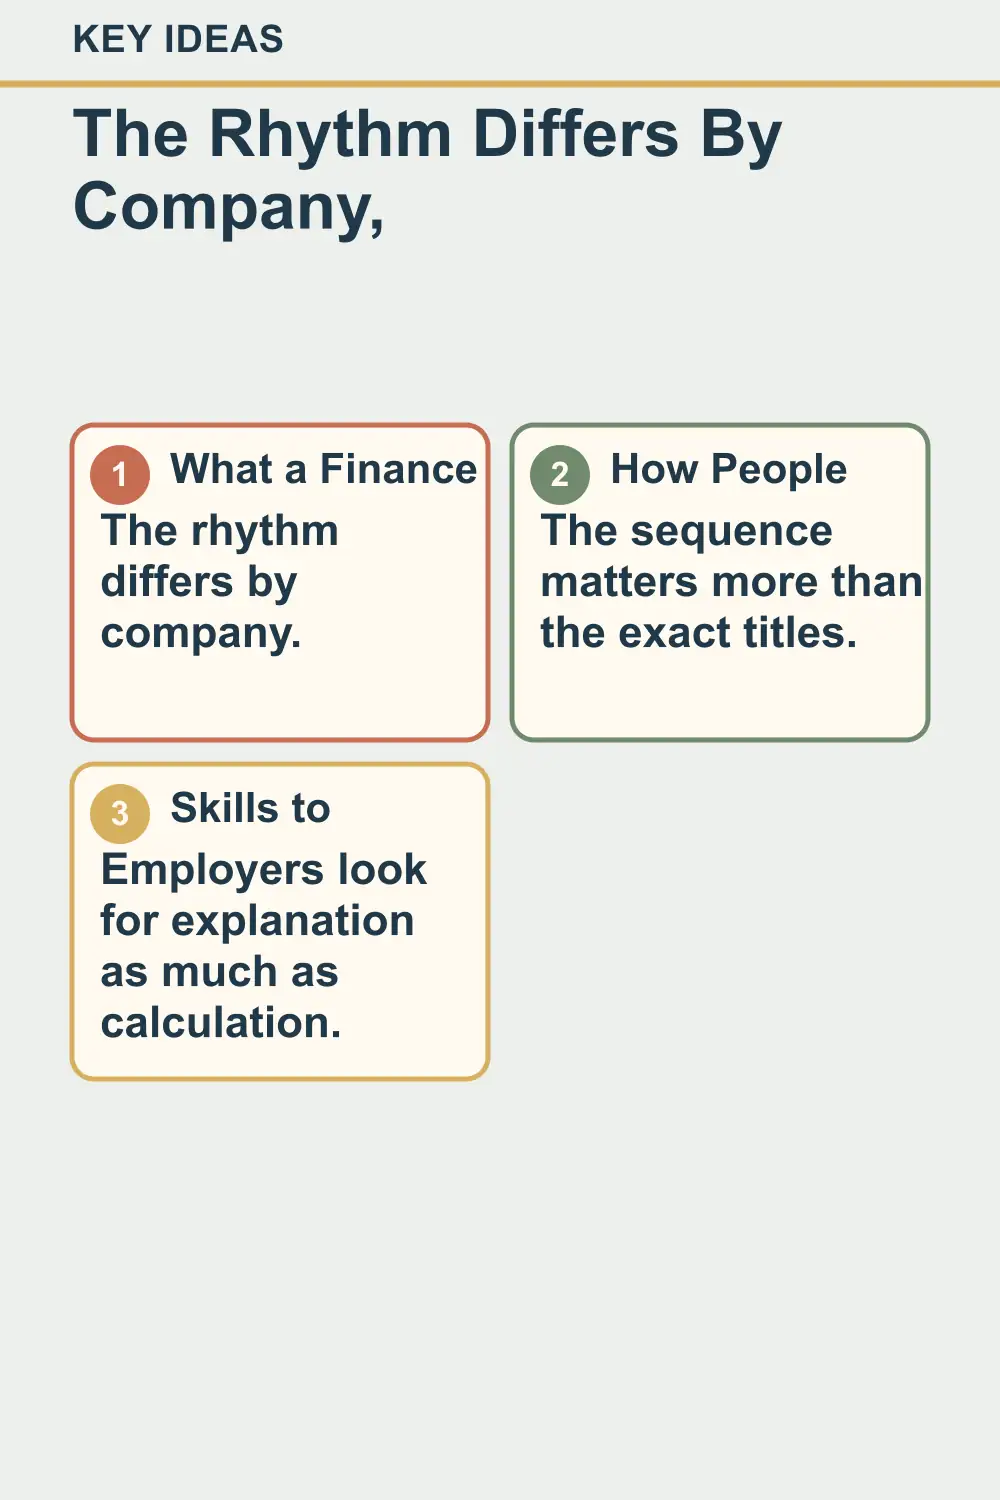 KEY IDEAS
The Rhythm Differs By
Company,
1 What a Finance
The rhythm
differs by
company.
2 How People
The sequence
matters more than
the exact titles.
3 Skills to
Employers look
for explanation
as much as
calculation.